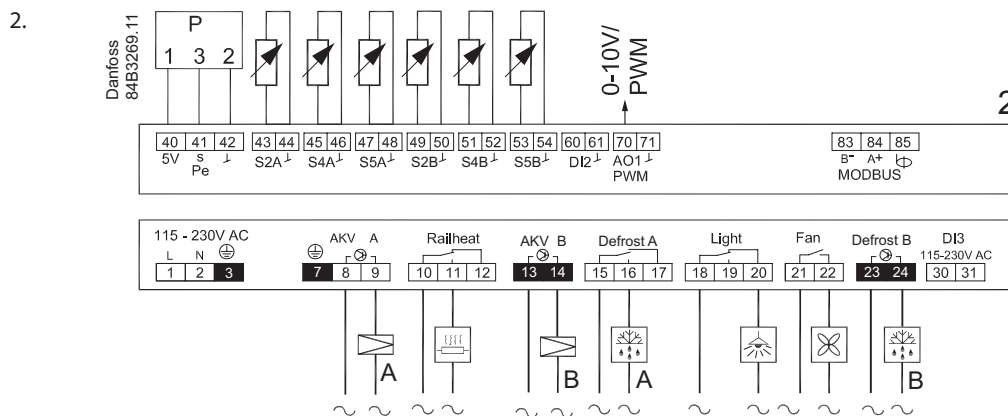 2.
Danfoss
84B3269.11
P
1 3 2
0-10V/
PWM
2
40 41 42 43 44 45 46 47 48 49 50 51 52 53 54 60 61 70 71 83 84 85
5V s S2A S4A S5A S2B S4B S5B DI2 AO1 B- A+
Pe PWM MODBUS
115 - 230V AC AKV A Railheat AKV B Defrost A Light Fan Defrost B DI3
L N 115-230V AC
1 2 3 7 8 9 10 11 12 13 14 15 16 17 18 19 20 21 22 23 24 30 31
A B A B